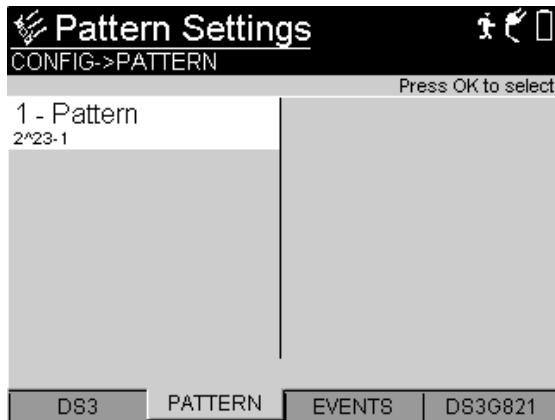 Pattern Settings
CONFIG->PATTERN
Press OK to select
1 - Pattern
2^23-1
DS3 PATTERN EVENTS DS3G821